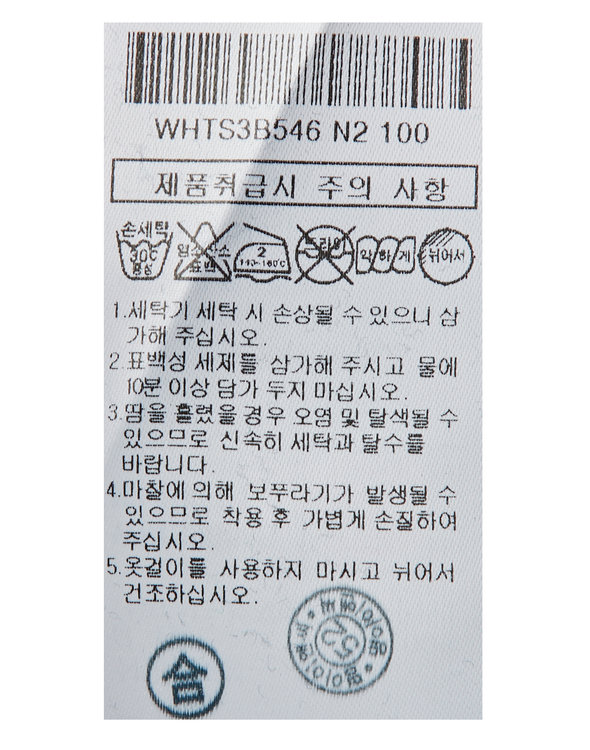 WHTS3B546 N2 100
제품취급시 주의 사항
손세탁
30℃
중성
염소산소
표백
2
140~160℃
드라이
약하게
뉘어서
1.세탁기 세탁 시 손상될 수 있으니 삼
가해 주십시오.
2.표백성 세제를 삼가해 주시고 물에
10분 이상 담가 두지 마십시오.
3.땀을 흘렸을 경우 오염 및 탈색될 수
있으므로 신속히 세탁과 탈수를
바랍니다.
4.마찰에 의해 보푸라기가 발생될 수
있으므로 착용 후 가볍게 손질하여
주십시오.
5.옷걸이를 사용하지 마시고 뉘어서
건조하십시오.
52
合